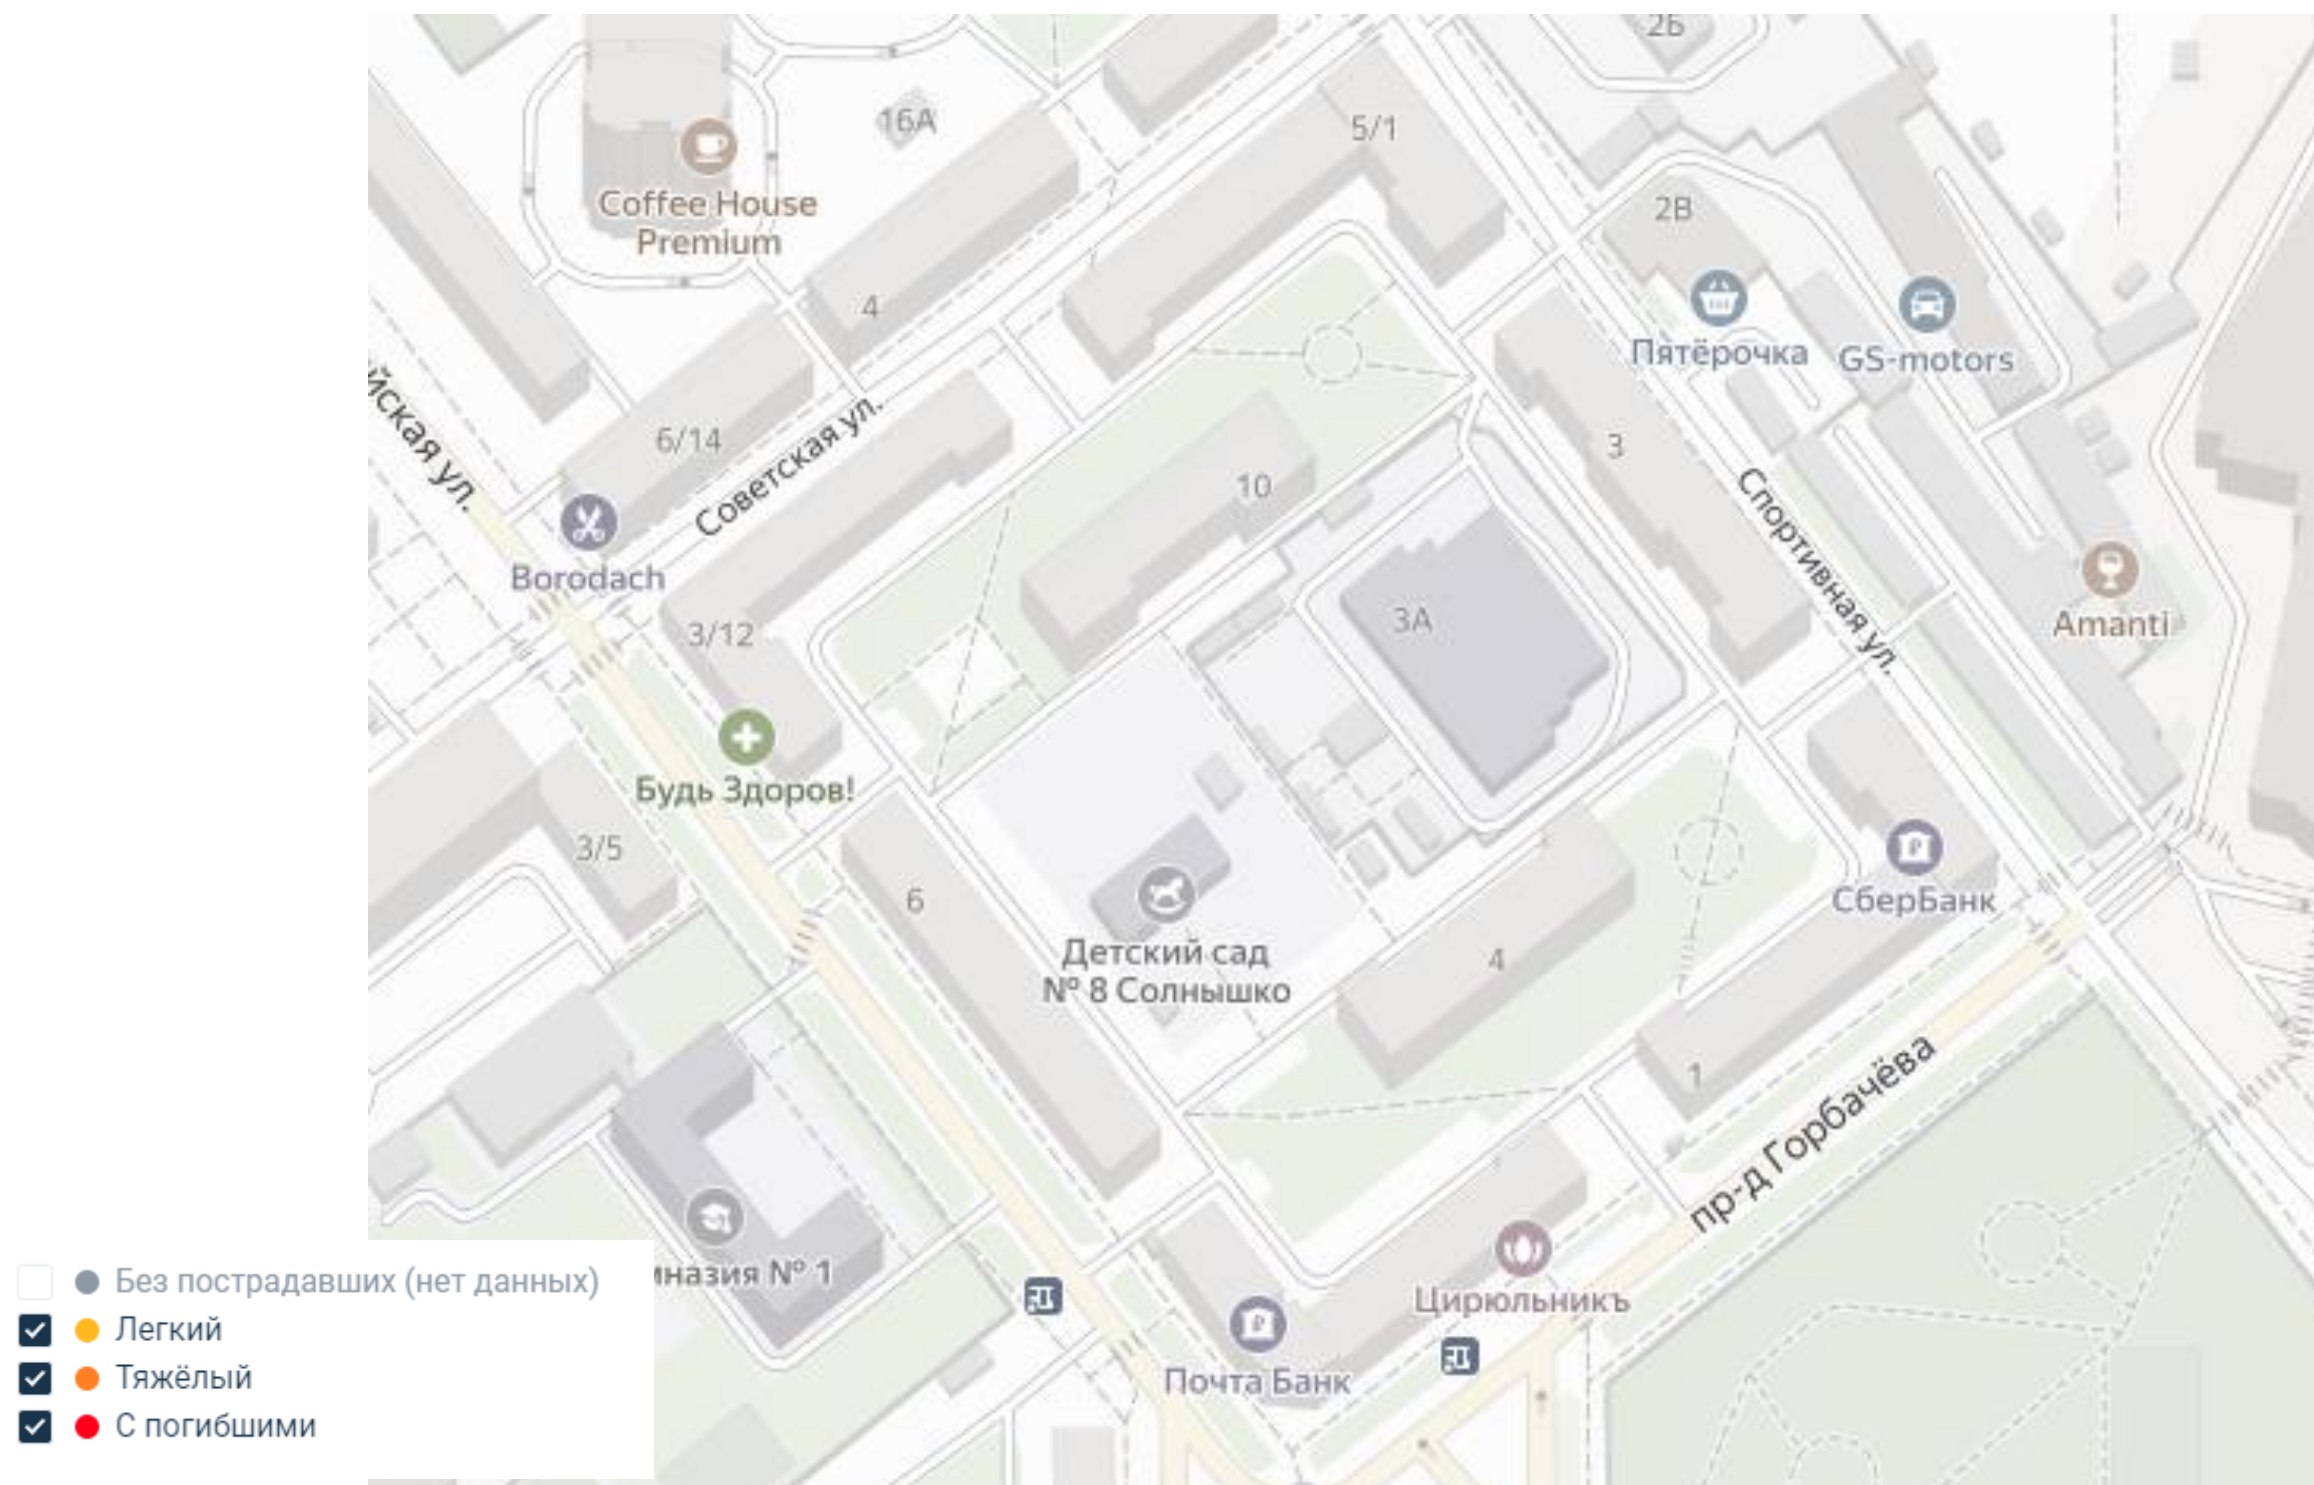 2Б
16А
5/1
Coffee House
Premium
2В
4
Пятёрочка
GS-motors
йская ул.
6/14
Советская ул.
3
10
Спортивная ул.
Borodach
3/12
3А
Amanti
Будь Здоров!
3/5
6
СберБанк
Детский сад
№ 8 Солнышко
4
1
пр-д Горбачёва
иназия № 1
Цирюльникъ
Почта Банк
Без пострадавших (нет данных)
Легкий
Тяжёлый
С погибшими